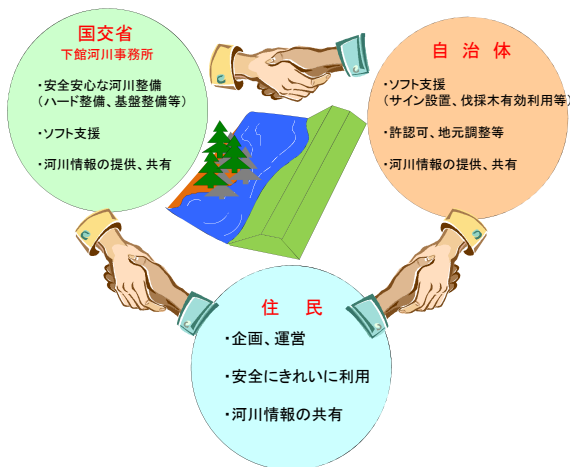 国交省
下館河川事務所
・安全安心な河川整備
（ハード整備、基盤整備等）
・ソフト支援
・河川情報の提供、共有
自 治 体
・ソフト支援
（サイン設置、伐採木有効利用等）
・許認可、地元調整等
・河川情報の提供、共有
住 民
・企画、運営
・安全にきれいに利用
・河川情報の共有